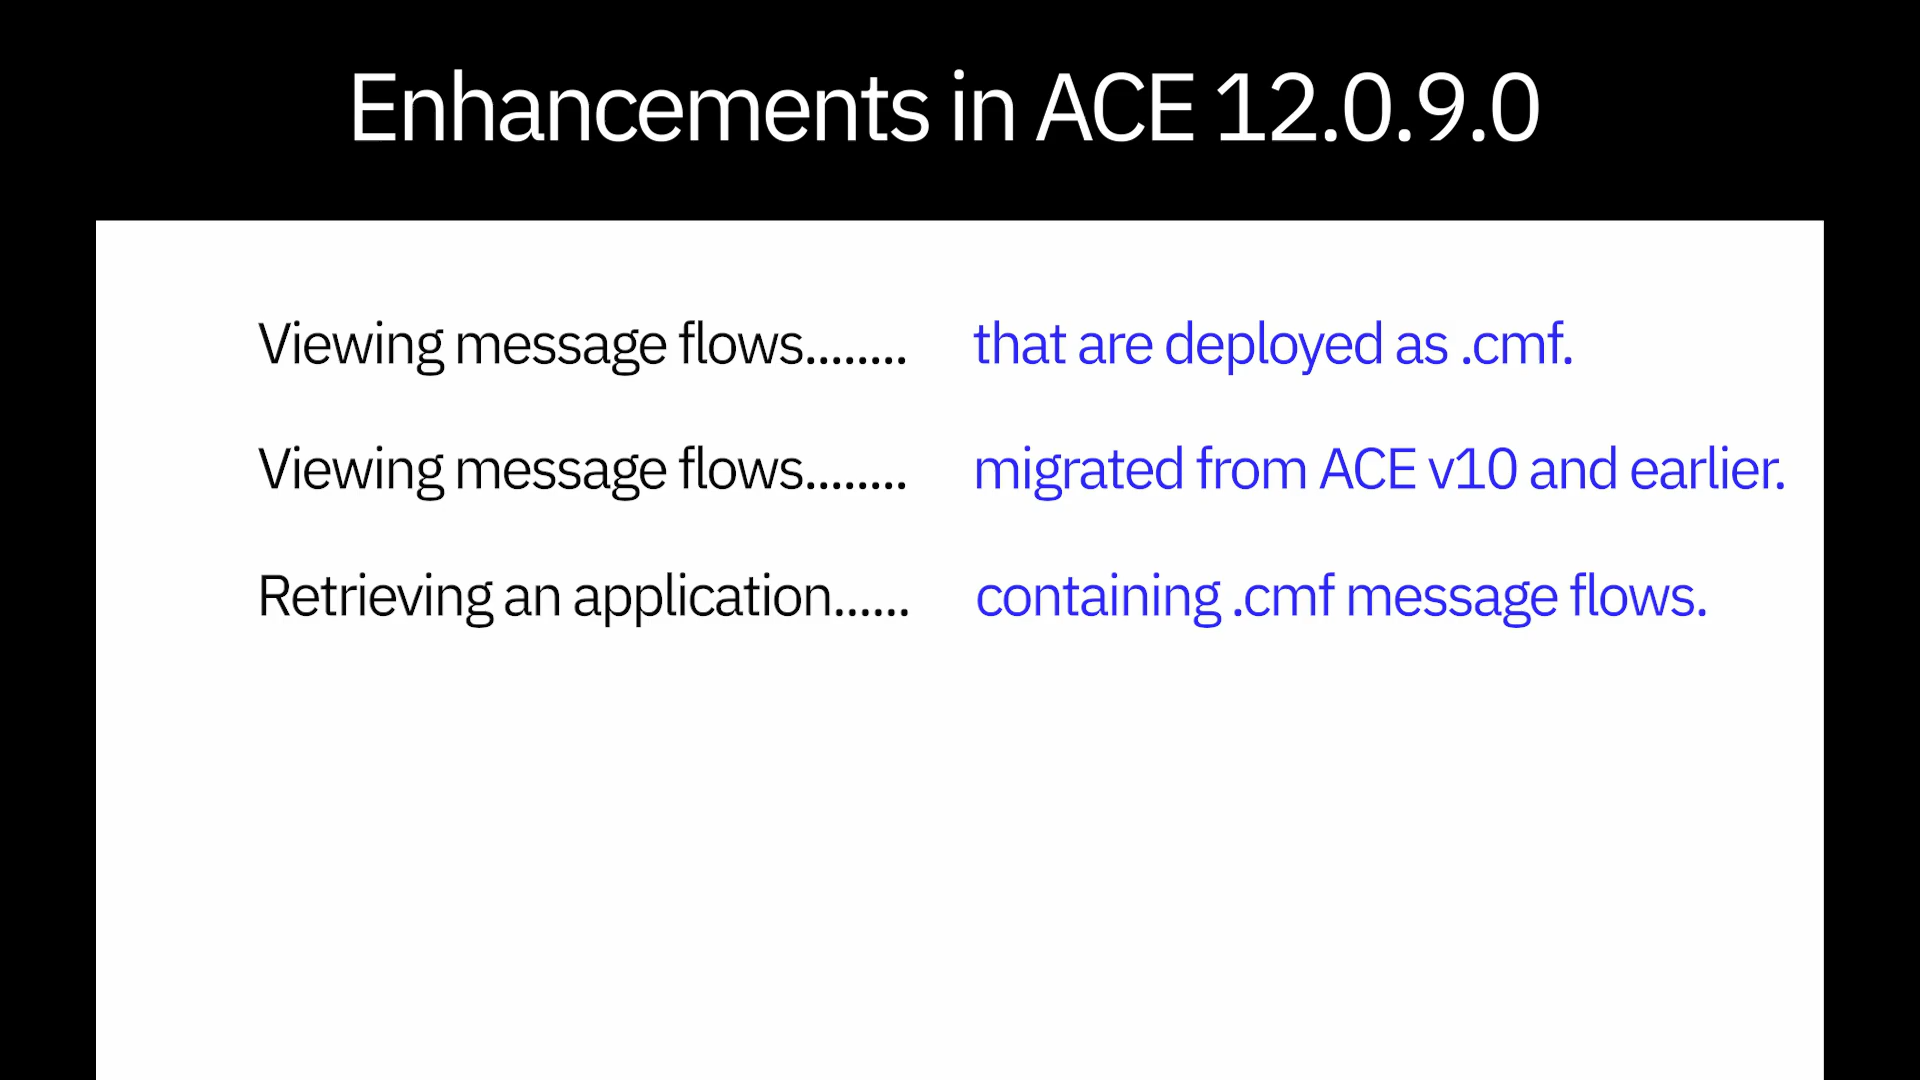 Enhancements in ACE 12.0.9.0
Viewing message flows........ that are deployed as .cmf.
Viewing message flows........ migrated from ACE v10 and earlier.
Retrieving an application...... containing .cmf message flows.